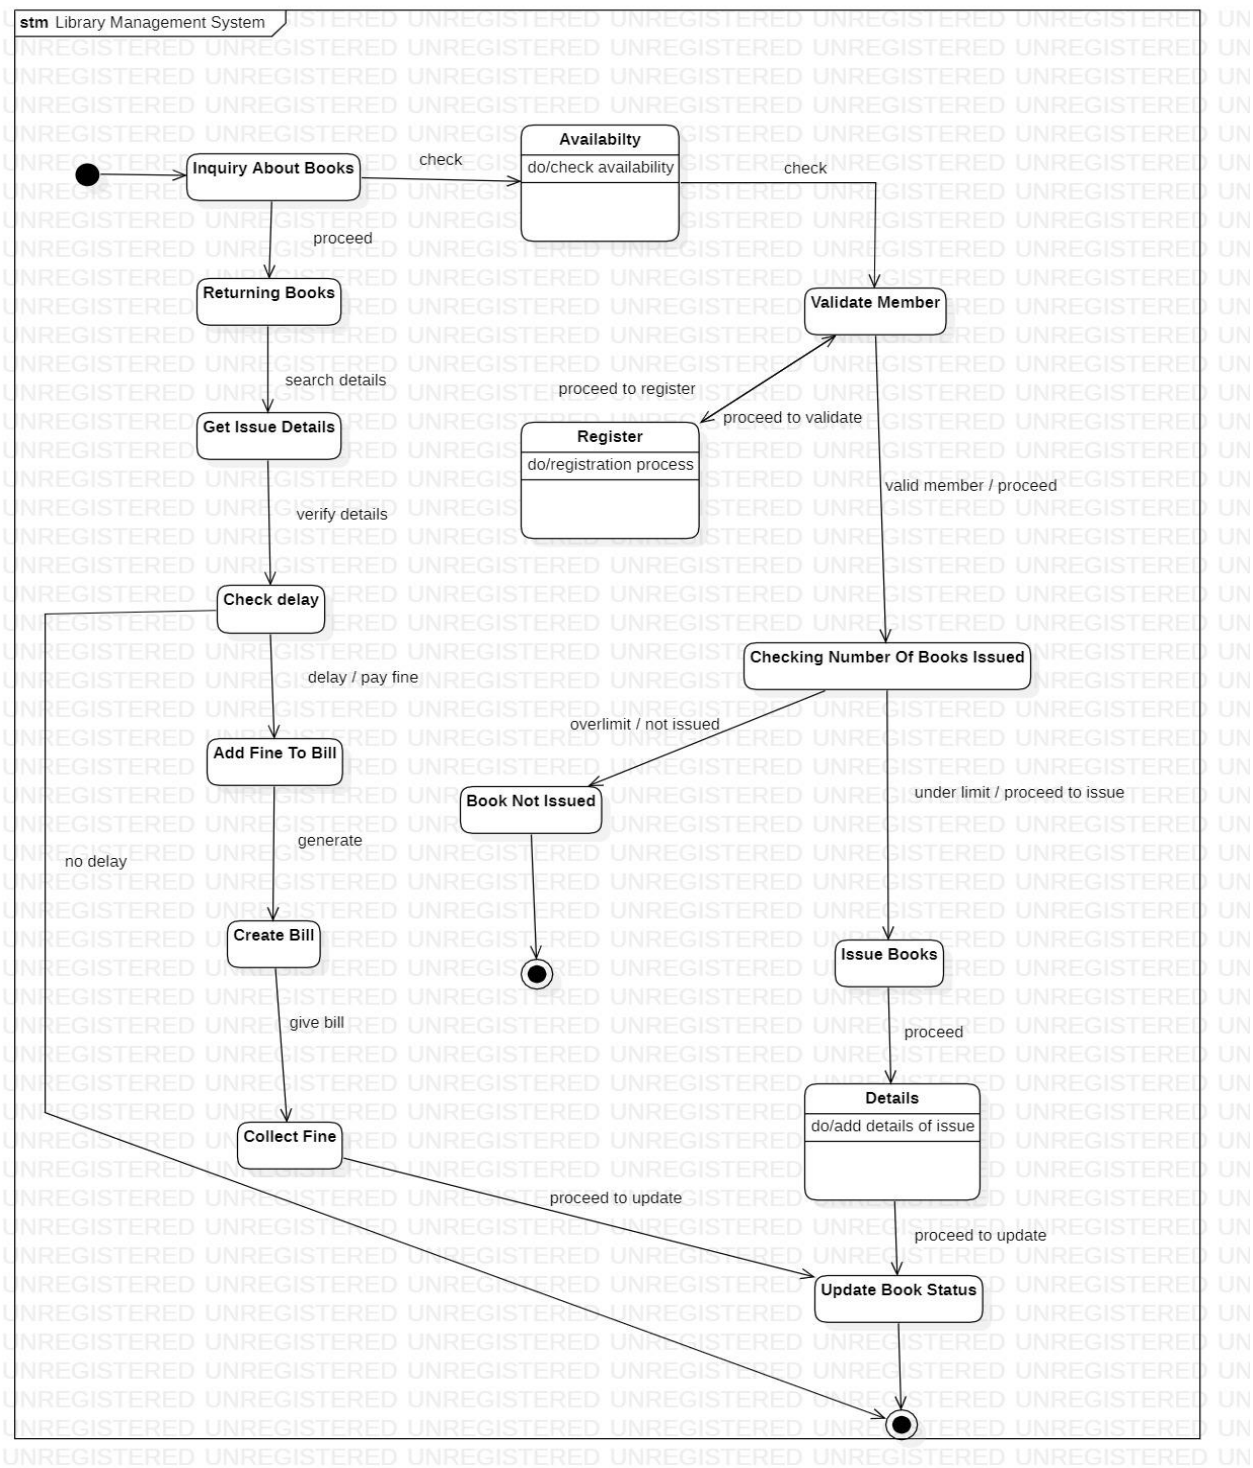 stm Library Management System
Availabilty
do/check availability
Inquiry About Books
check
check
proceed
Returning Books
Validate Member
search details
proceed to register
proceed to validate
Get Issue Details
Register
do/registration process
valid member / proceed
verify details
Check delay
Checking Number Of Books Issued
delay / pay fine
overlimit / not issued
Add Fine To Bill
Book Not Issued
under limit / proceed to issue
generate
no delay
Create Bill
Issue Books
give bill
proceed
Details
do/add details of issue
Collect Fine
proceed to update
proceed to update
Update Book Status
UNREGISTERED